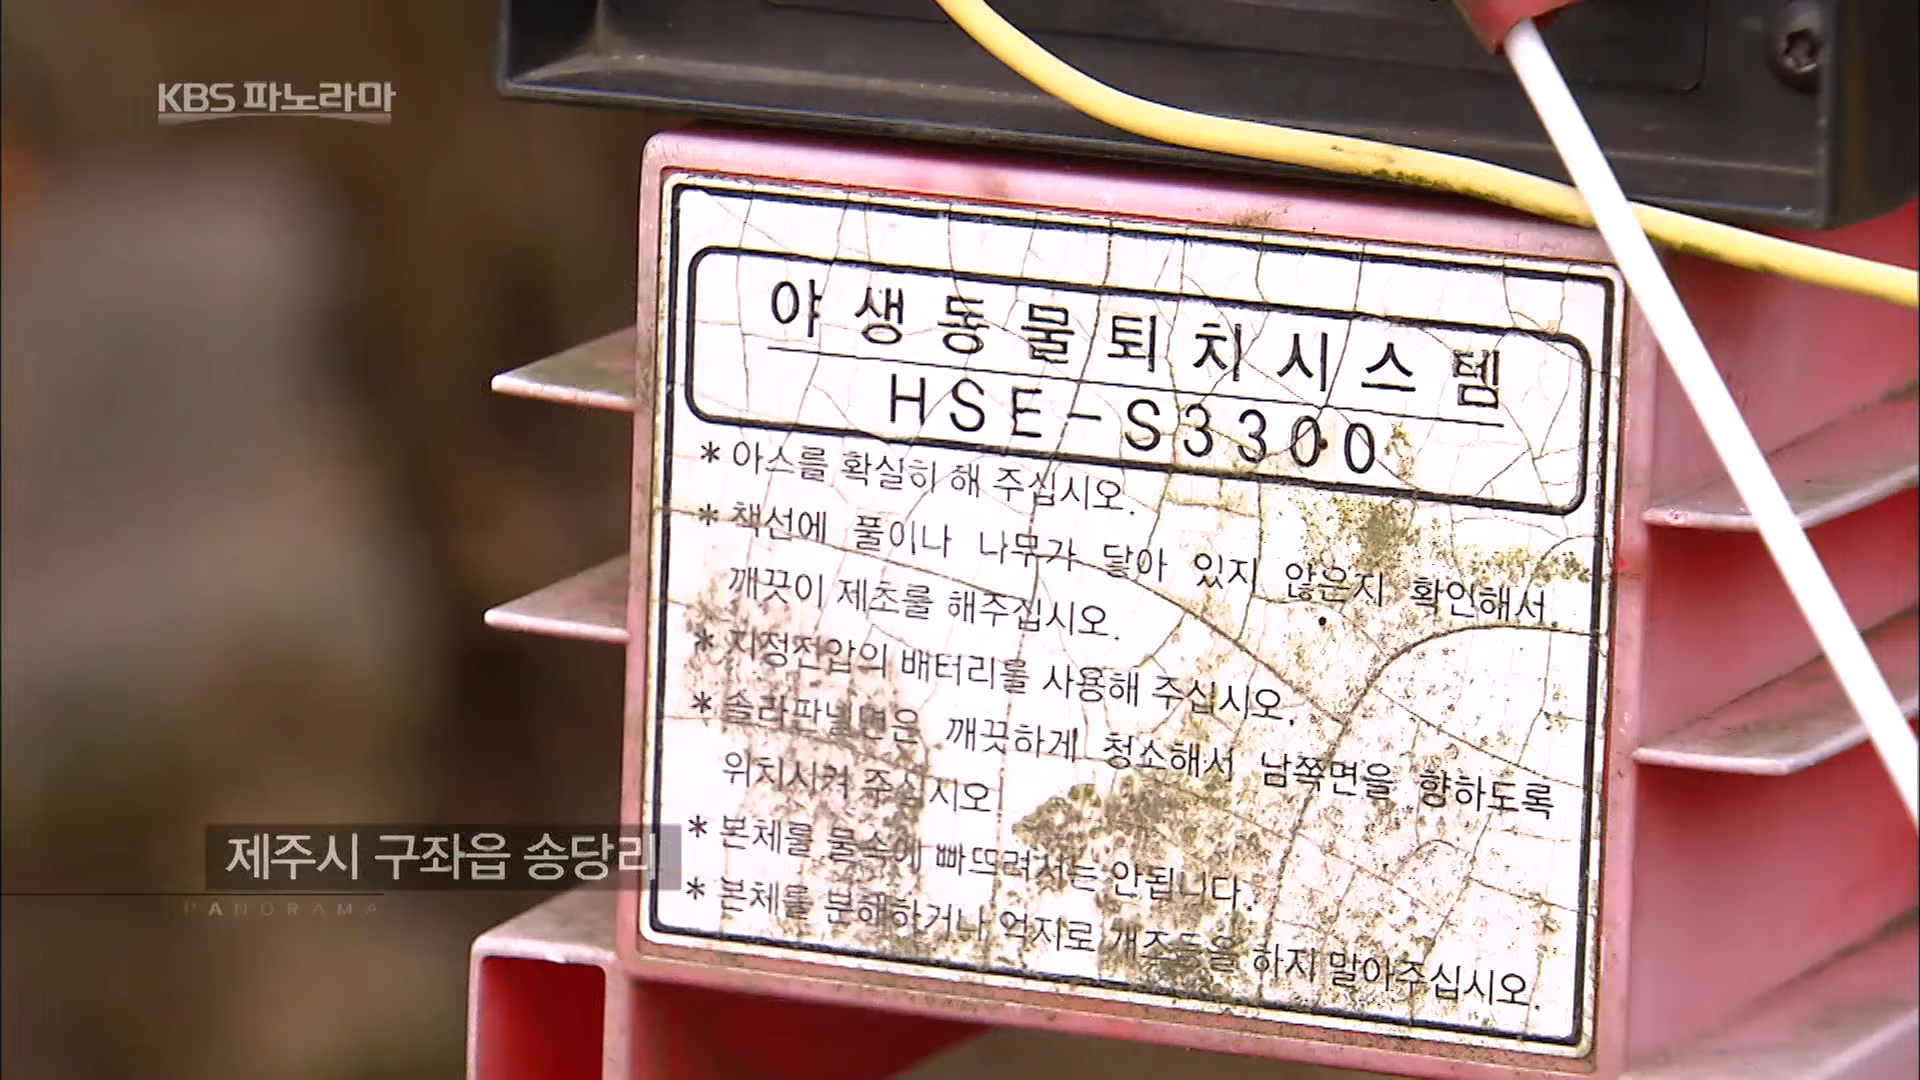 KBS 파노라마
야생동물퇴치시스템
HSE-S3300
* 아스를 확실히 해 주십시오.
* 책선에 풀이나 나무가 닿아 있지 않은지 확인해서
깨끗이 제초를 해주십시오.
* 지정전압의 배터리를 사용해 주십시오.
* 솔라판넬면은 깨끗하게 청소해서 남쪽면을 향하도록
위치시켜 주십시오
* 본체를 물속에 빠뜨려서는 안됩니다.
* 본체를 분해하거나 억지로 개조등을 하지 말아주십시오.
제주시 구좌읍 송당리
PANORAMA